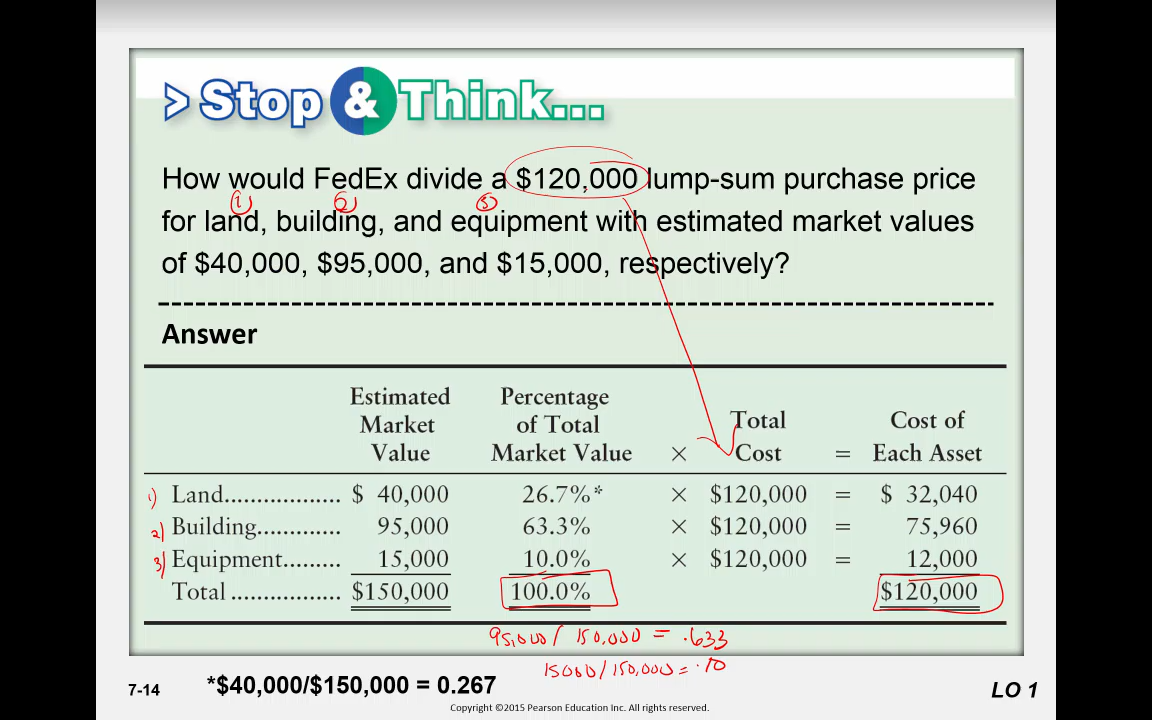 > Stop & Think...
How would FedEx divide a $120,000 lump-sum purchase price
① ② ③
for land, building, and equipment with estimated market values
of $40,000, $95,000, and $15,000, respectively?
Answer
Estimated Percentage
Market of Total Total Cost of
Value Market Value × Cost = Each Asset
1) Land.................. $ 40,000 26.7%* × $120,000 = $ 32,040
2) Building............. 95,000 63.3% × $120,000 = 75,960
3) Equipment......... 15,000 10.0% × $120,000 = 12,000
Total ................. $150,000 100.0% $120,000
95,000 / 150,000 = .633
15000 / 150,000 = .10
7-14 *$40,000/$150,000 = 0.267 LO 1
Copyright ©2015 Pearson Education Inc. All rights reserved.